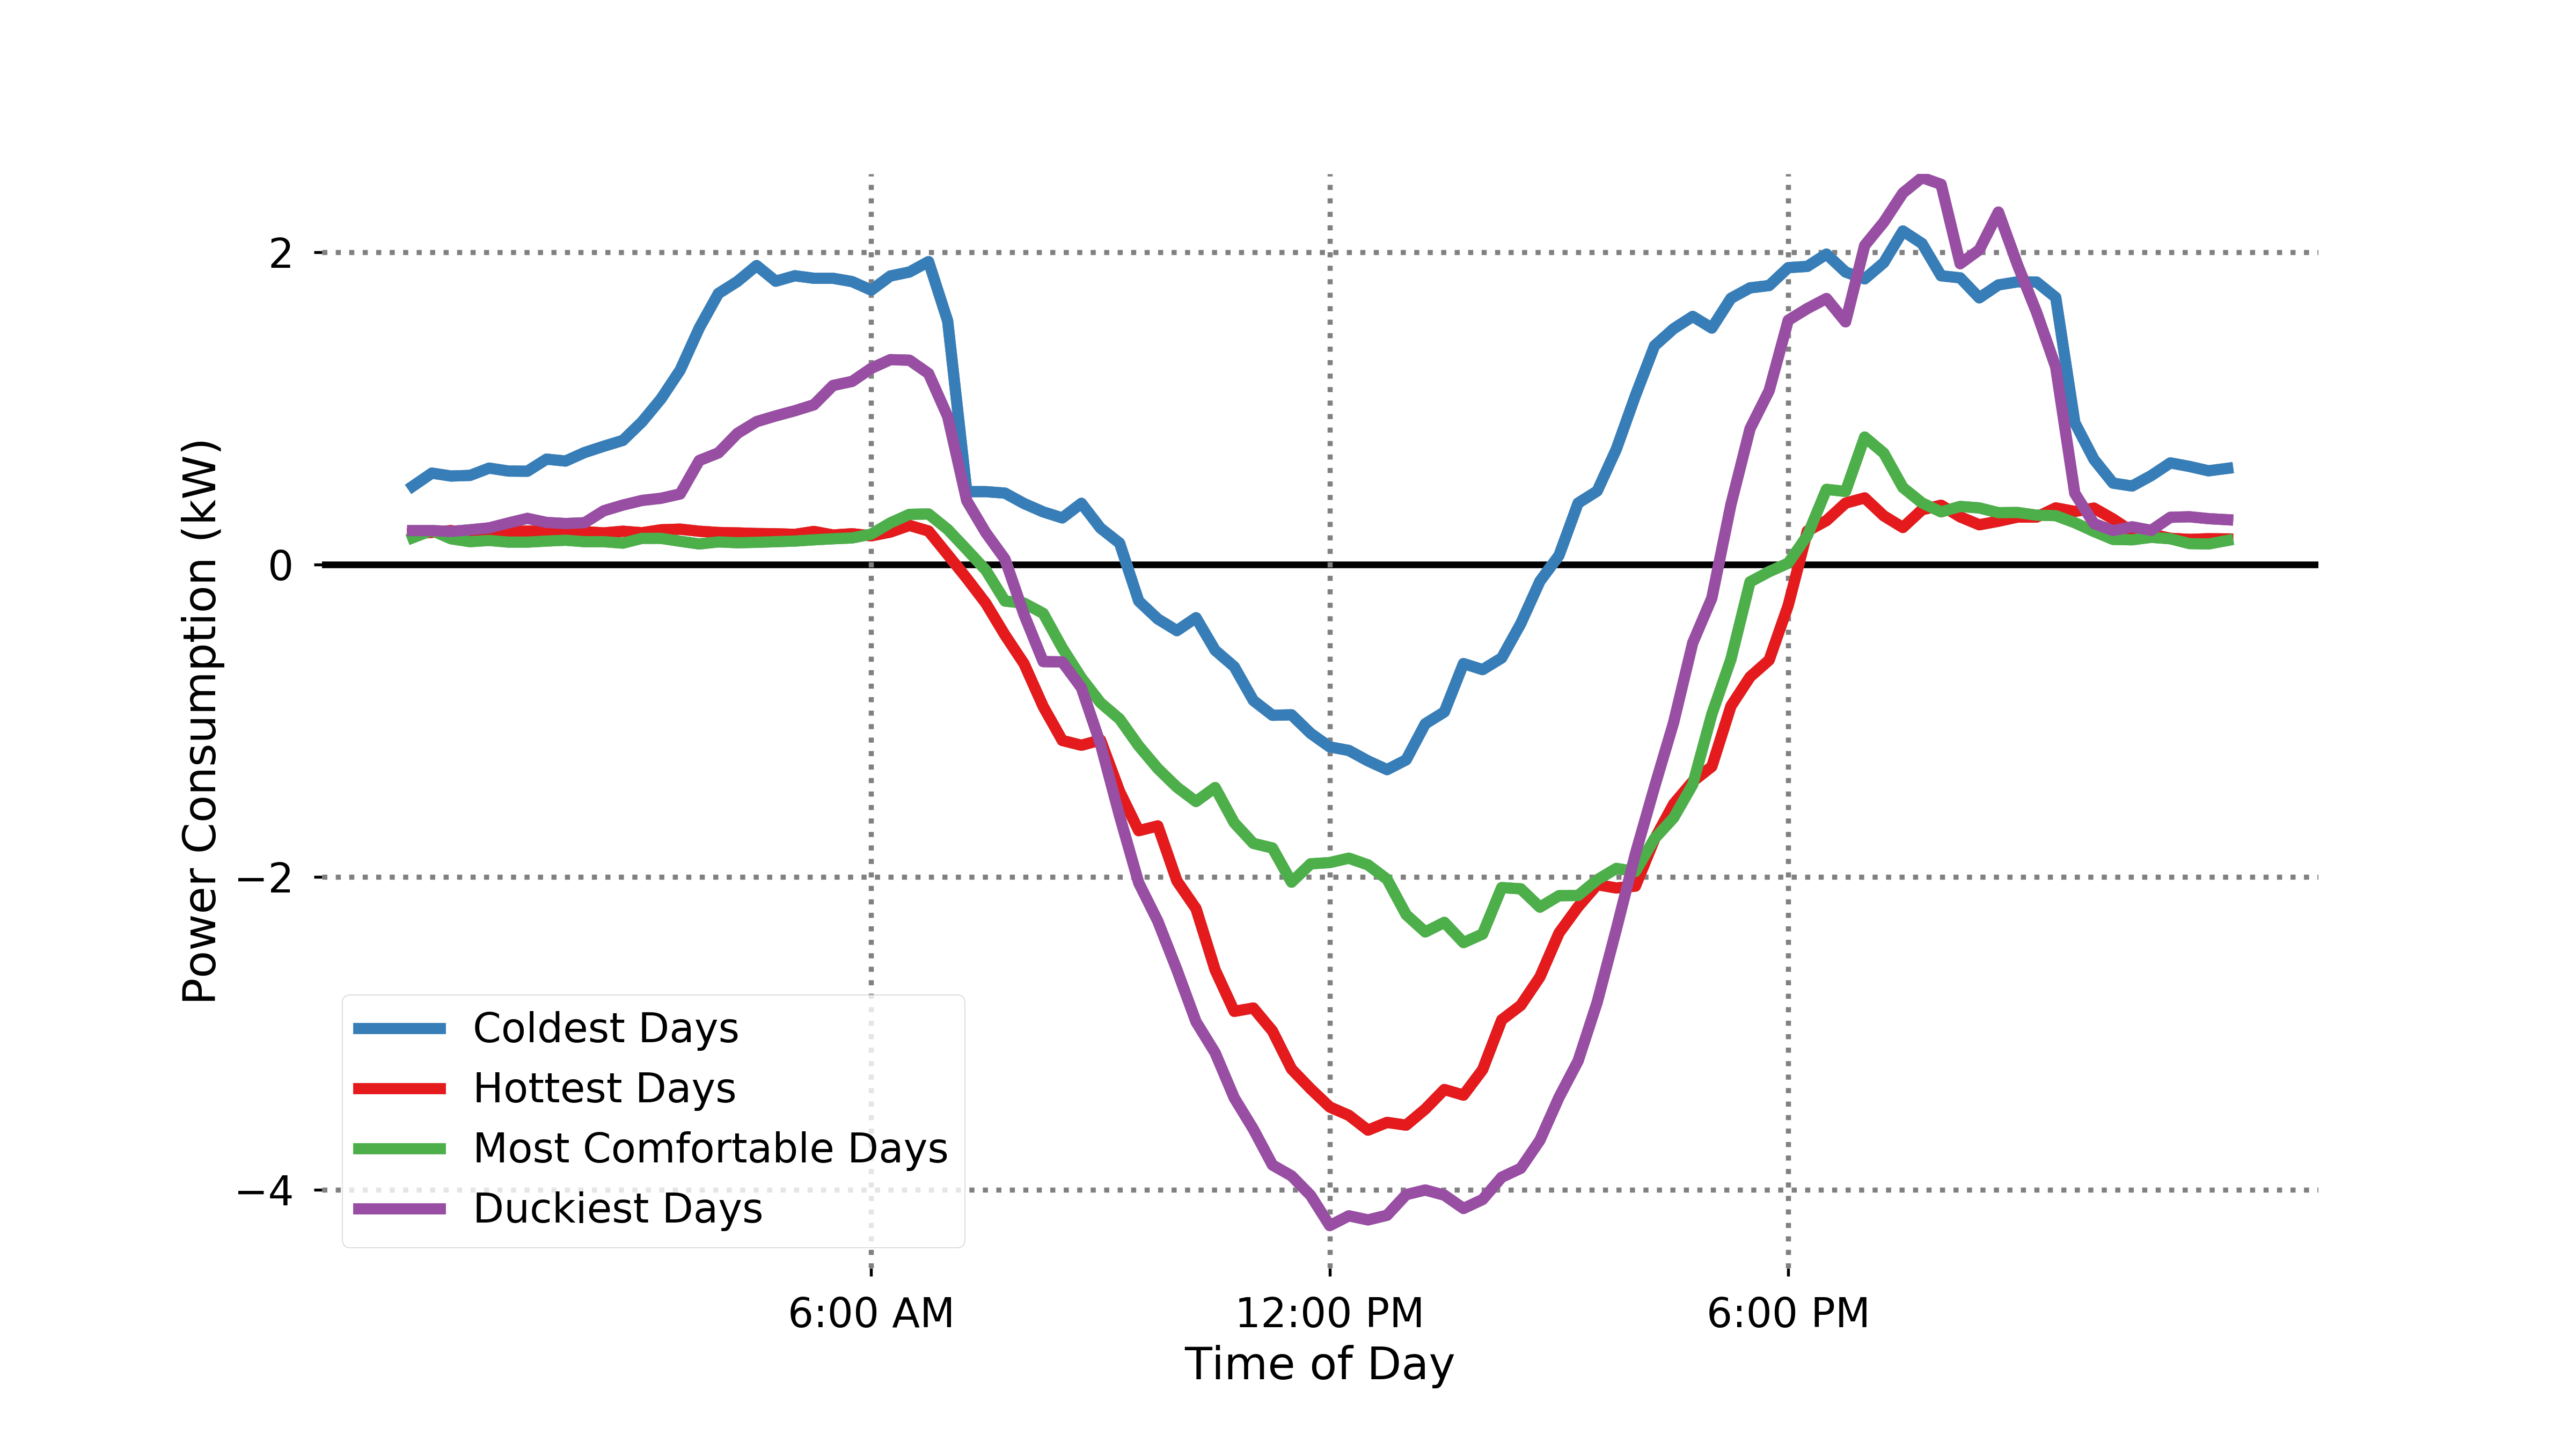 2
0
−2
−4
Power Consumption (kW)
Coldest Days
Hottest Days
Most Comfortable Days
Duckiest Days
6:00 AM
12:00 PM
6:00 PM
Time of Day